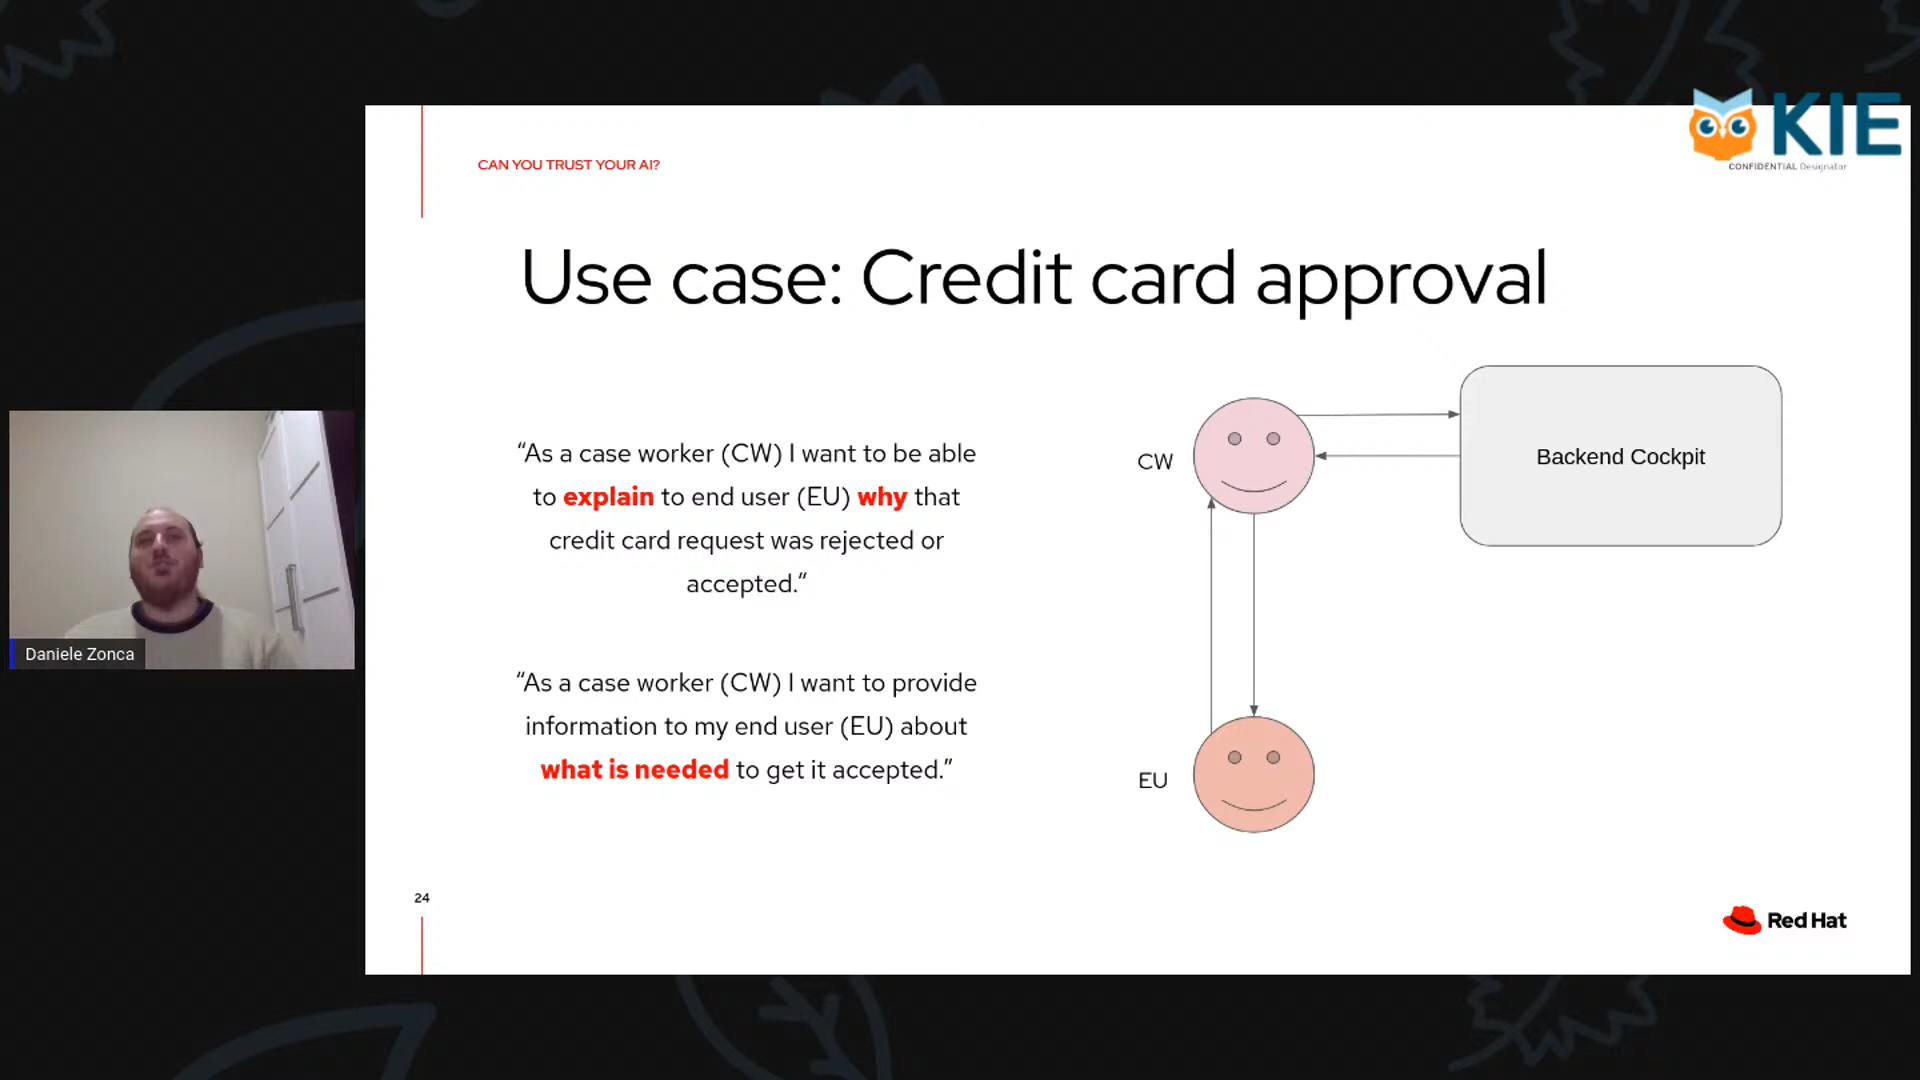 KIE
CONFIDENTIAL Designator
CAN YOU TRUST YOUR AI?
Use case: Credit card approval
“As a case worker (CW) I want to be able
to explain to end user (EU) why that
credit card request was rejected or
accepted.”
“As a case worker (CW) I want to provide
information to my end user (EU) about
what is needed to get it accepted.”
CW
Backend Cockpit
EU
Daniele Zonca
24
Red Hat